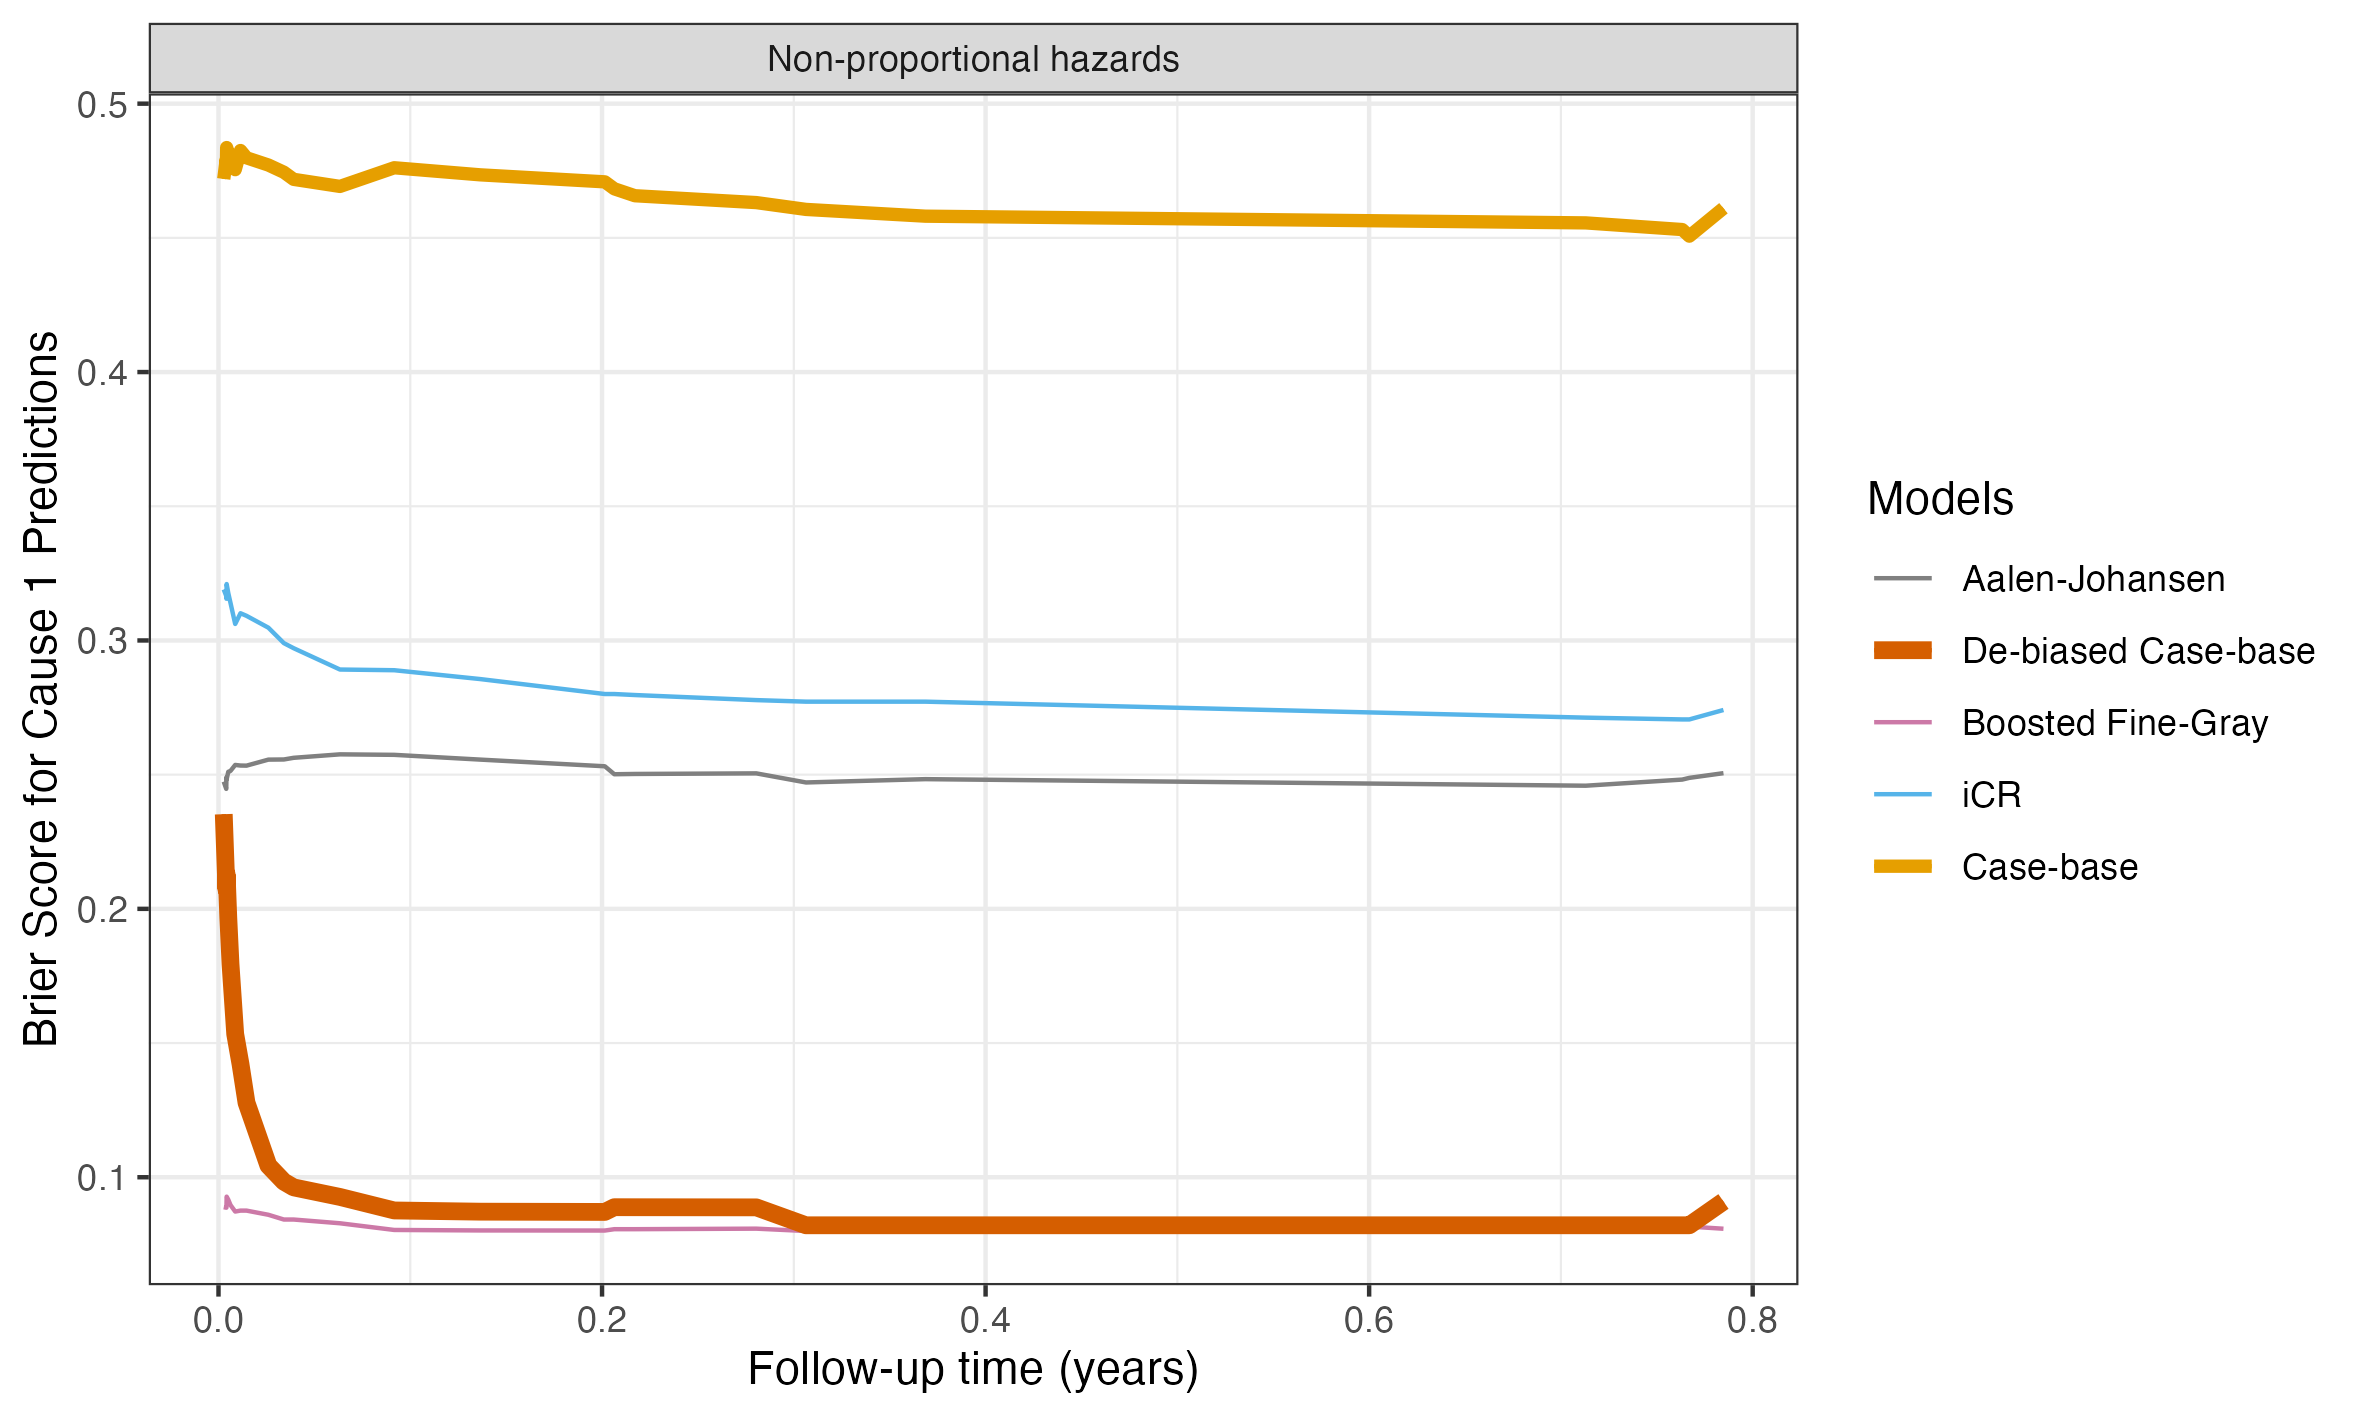 Non-proportional hazards
0.5
0.4
0.3
0.2
0.1
Brier Score for Cause 1 Predictions
0.0
0.2
0.4
0.6
0.8
Follow-up time (years)
Models
Aalen-Johansen
De-biased Case-base
Boosted Fine-Gray
iCR
Case-base